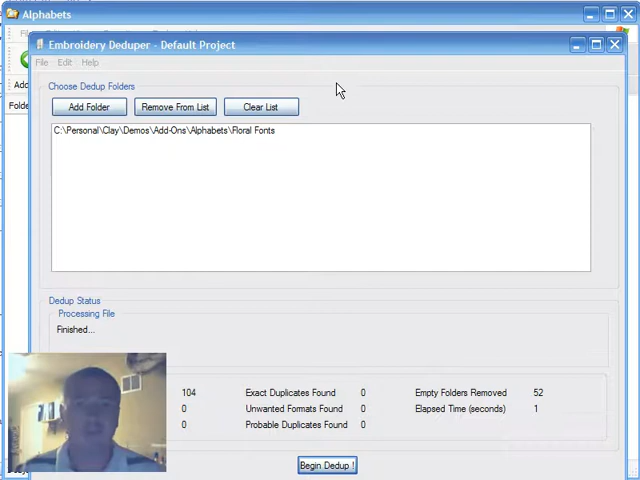 Alphabets
Embroidery Deduper - Default Project
File Edit Help
Choose Dedup Folders
Add Folder Remove From List Clear List
C:\Personal\Clay\Demos\Add-Ons\Alphabets\Floral Fonts
Dedup Status
Processing File
Finished...
104 Exact Duplicates Found 0 Empty Folders Removed 52
0 Unwanted Formats Found 0 Elapsed Time (seconds) 1
0 Probable Duplicates Found 0
Begin Dedup !